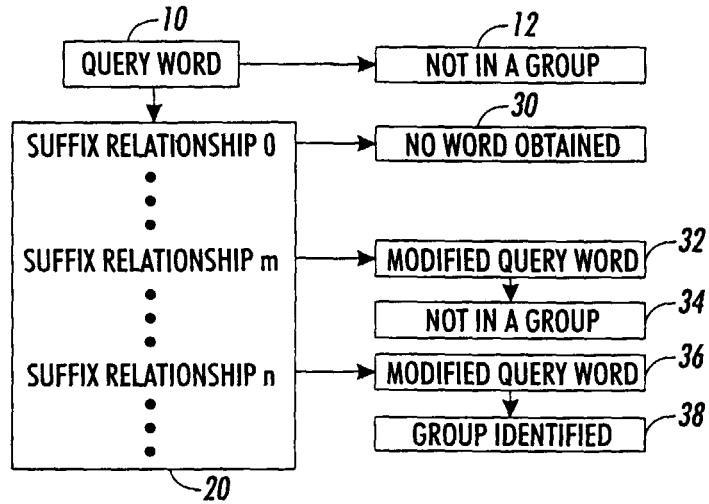 10
12
QUERY WORD
NOT IN A GROUP
30
SUFFIX RELATIONSHIP 0
NO WORD OBTAINED
SUFFIX RELATIONSHIP m
MODIFIED QUERY WORD
32
NOT IN A GROUP
34
SUFFIX RELATIONSHIP n
MODIFIED QUERY WORD
36
GROUP IDENTIFIED
38
20